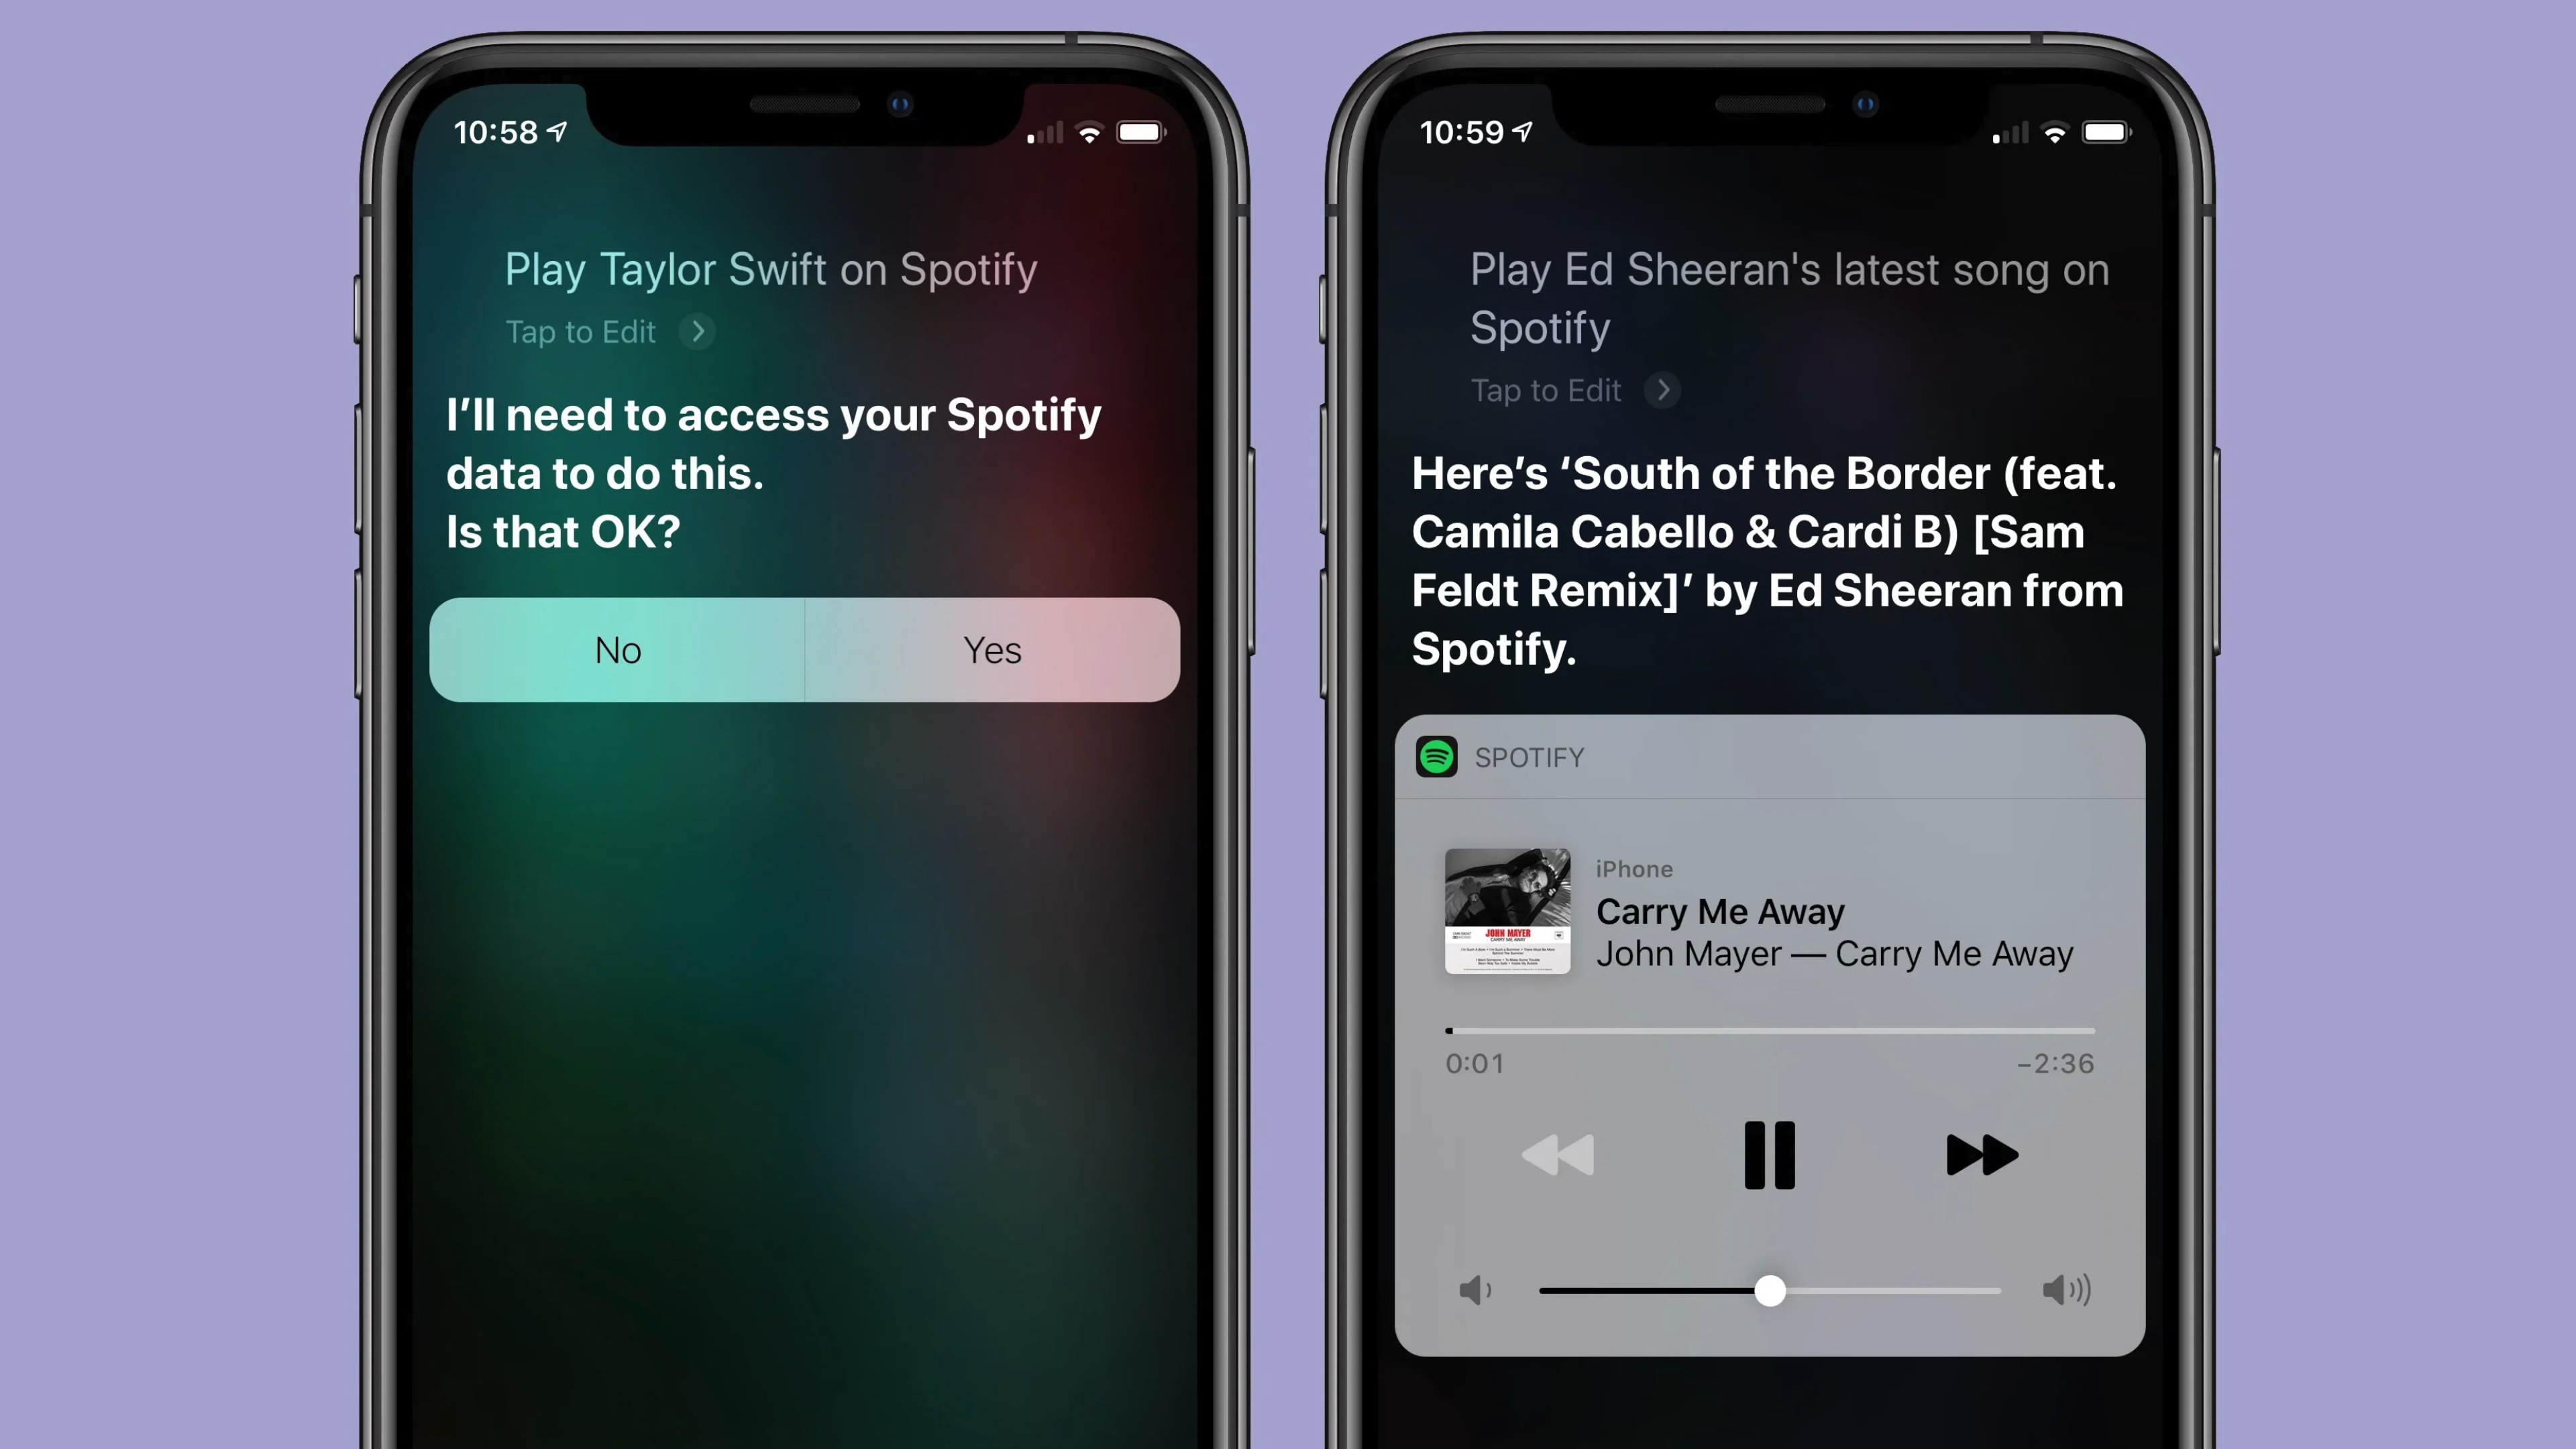 10:58
Play Taylor Swift on Spotify
Tap to Edit
I’ll need to access your Spotify
data to do this.
Is that OK?
No
Yes
10:59
Play Ed Sheeran's latest song on
Spotify
Tap to Edit
Here’s ‘South of the Border (feat.
Camila Cabello & Cardi B) [Sam
Feldt Remix]’ by Ed Sheeran from
Spotify.
SPOTIFY
JOHN MAYER
CARRY ME AWAY
iPhone
Carry Me Away
John Mayer — Carry Me Away
0:01
−2:36